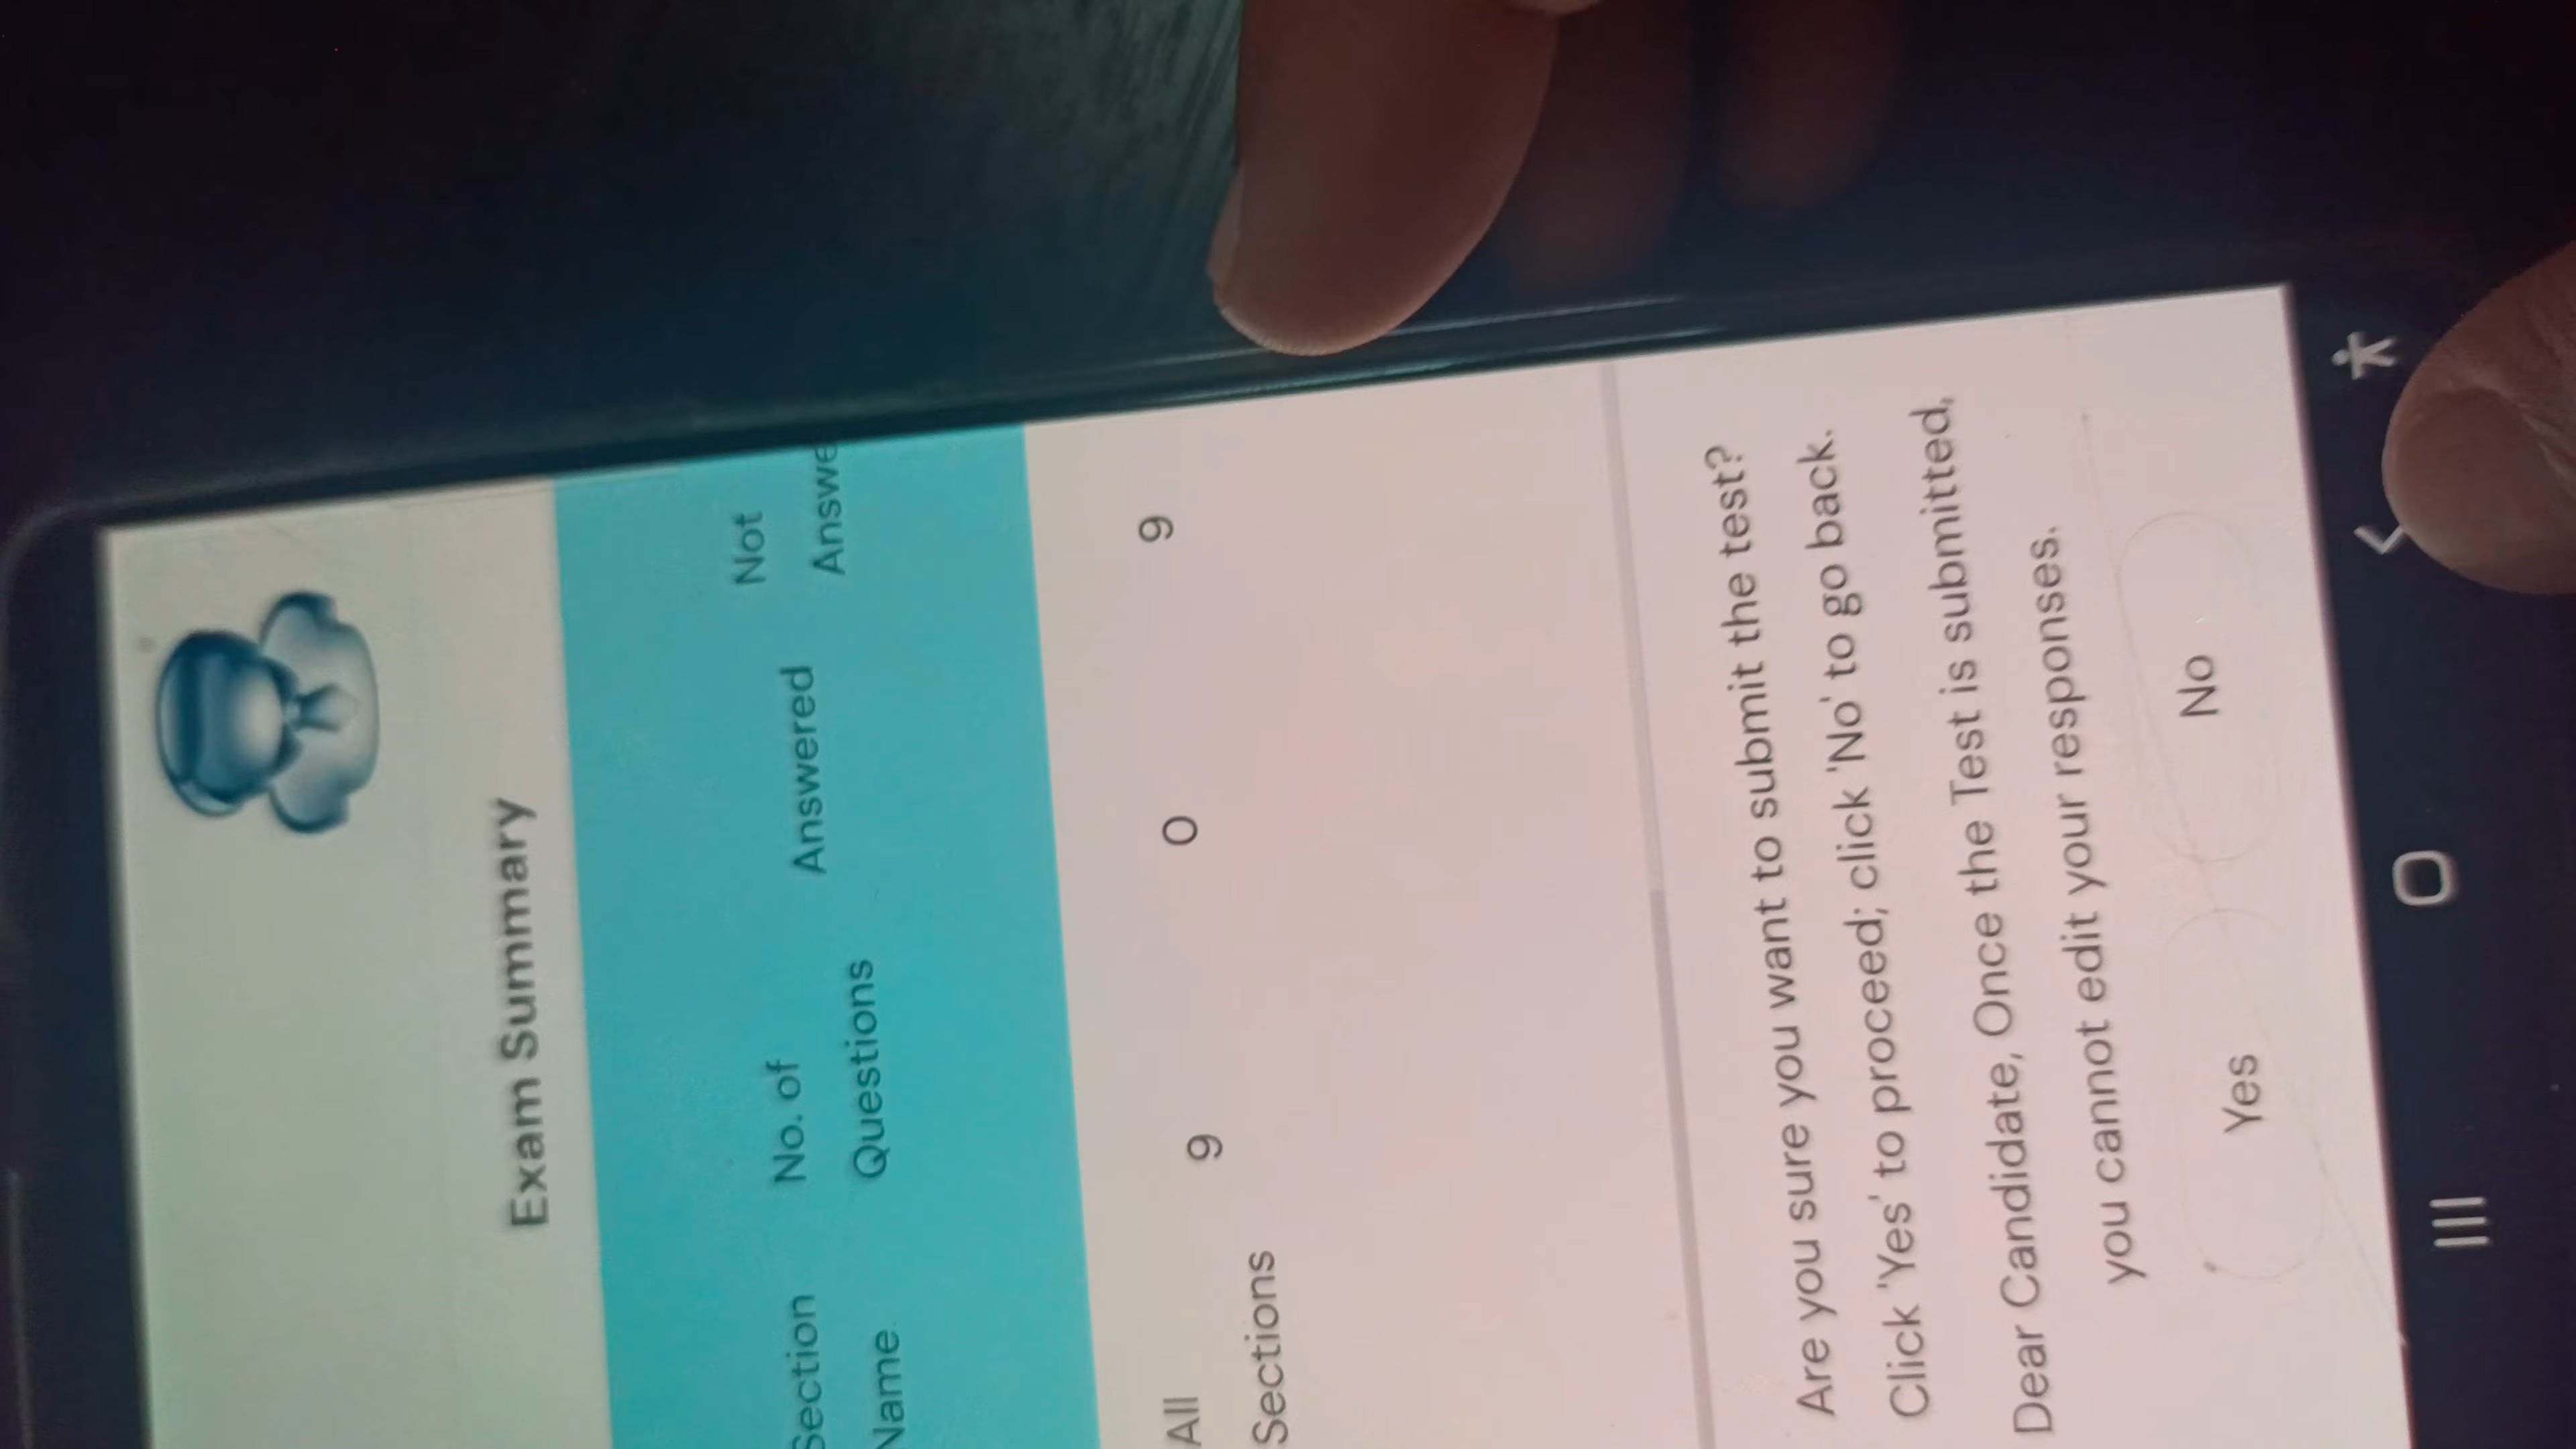 Exam Summary
Section Name No. of Questions Answered Not Answe
All Sections 9 0 9
Are you sure you want to submit the test?
Click 'Yes' to proceed; click 'No' to go back.
Dear Candidate, Once the Test is submitted,
you cannot edit your responses.
Yes No